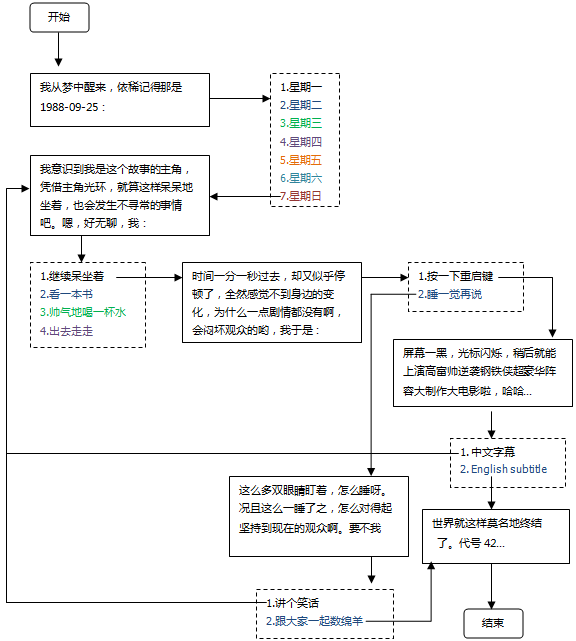 开始
我从梦中醒来，依稀记得那是
1988-09-25：
1.星期一
2.星期二
3.星期三
4.星期四
5.星期五
6.星期六
7.星期日
我意识到我是这个故事的主角，
凭借主角光环，就算这样呆呆地
坐着，也会发生不寻常的事情
吧。嗯，好无聊，我：
1.继续呆坐着
2.看一本书
3.帅气地喝一杯水
4.出去走走
时间一分一秒过去，却又似乎停
顿了，全然感觉不到身边的变
化，为什么一点剧情都没有啊，
会闷坏观众的哟，我于是：
1.按一下重启键
2.睡一觉再说
屏幕一黑，光标闪烁，稍后就能
上演高富帅逆袭钢铁侠超豪华阵
容大制作大电影啦，哈哈...
1. 中文字幕
2. English subtitle
这么多双眼睛盯着，怎么睡呀。
况且这么一睡了之，怎么对得起
坚持到现在的观众啊。要不我
世界就这样莫名地终结
了。代号 42...
1.讲个笑话
2.跟大家一起数绵羊
结束